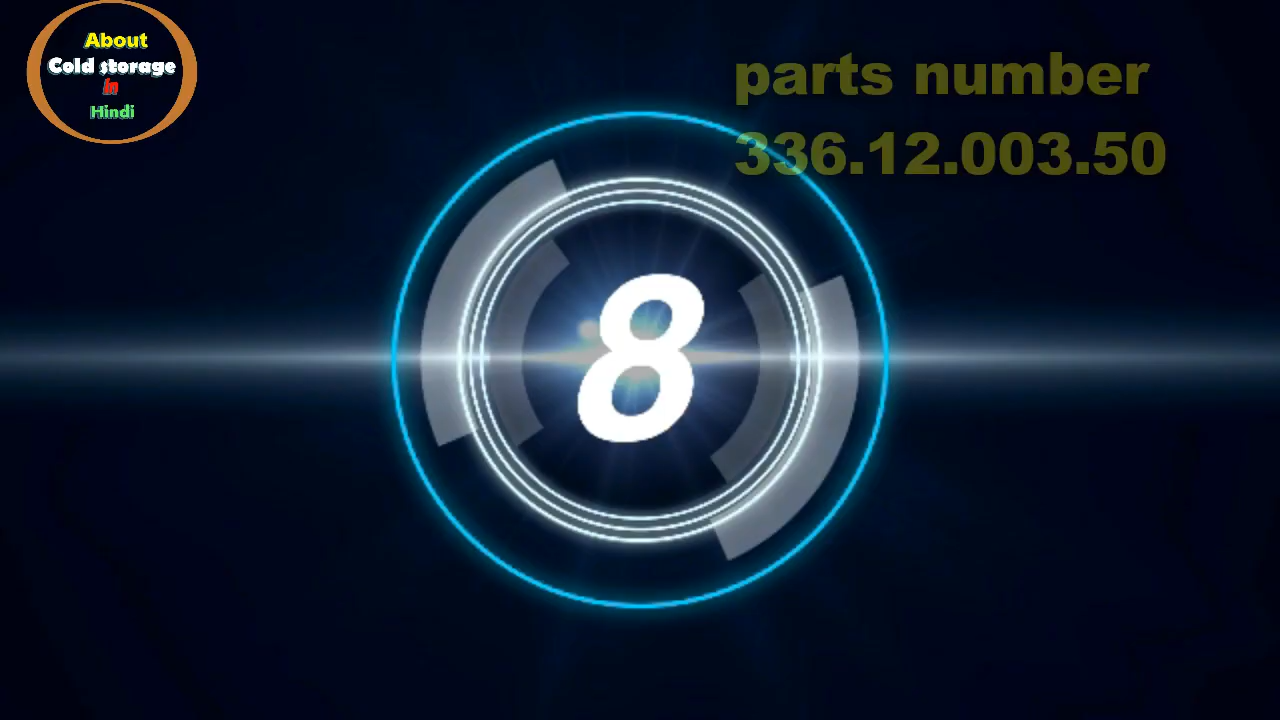 About
Cold storage
in
Hindi
parts number
336.12.003.50
8